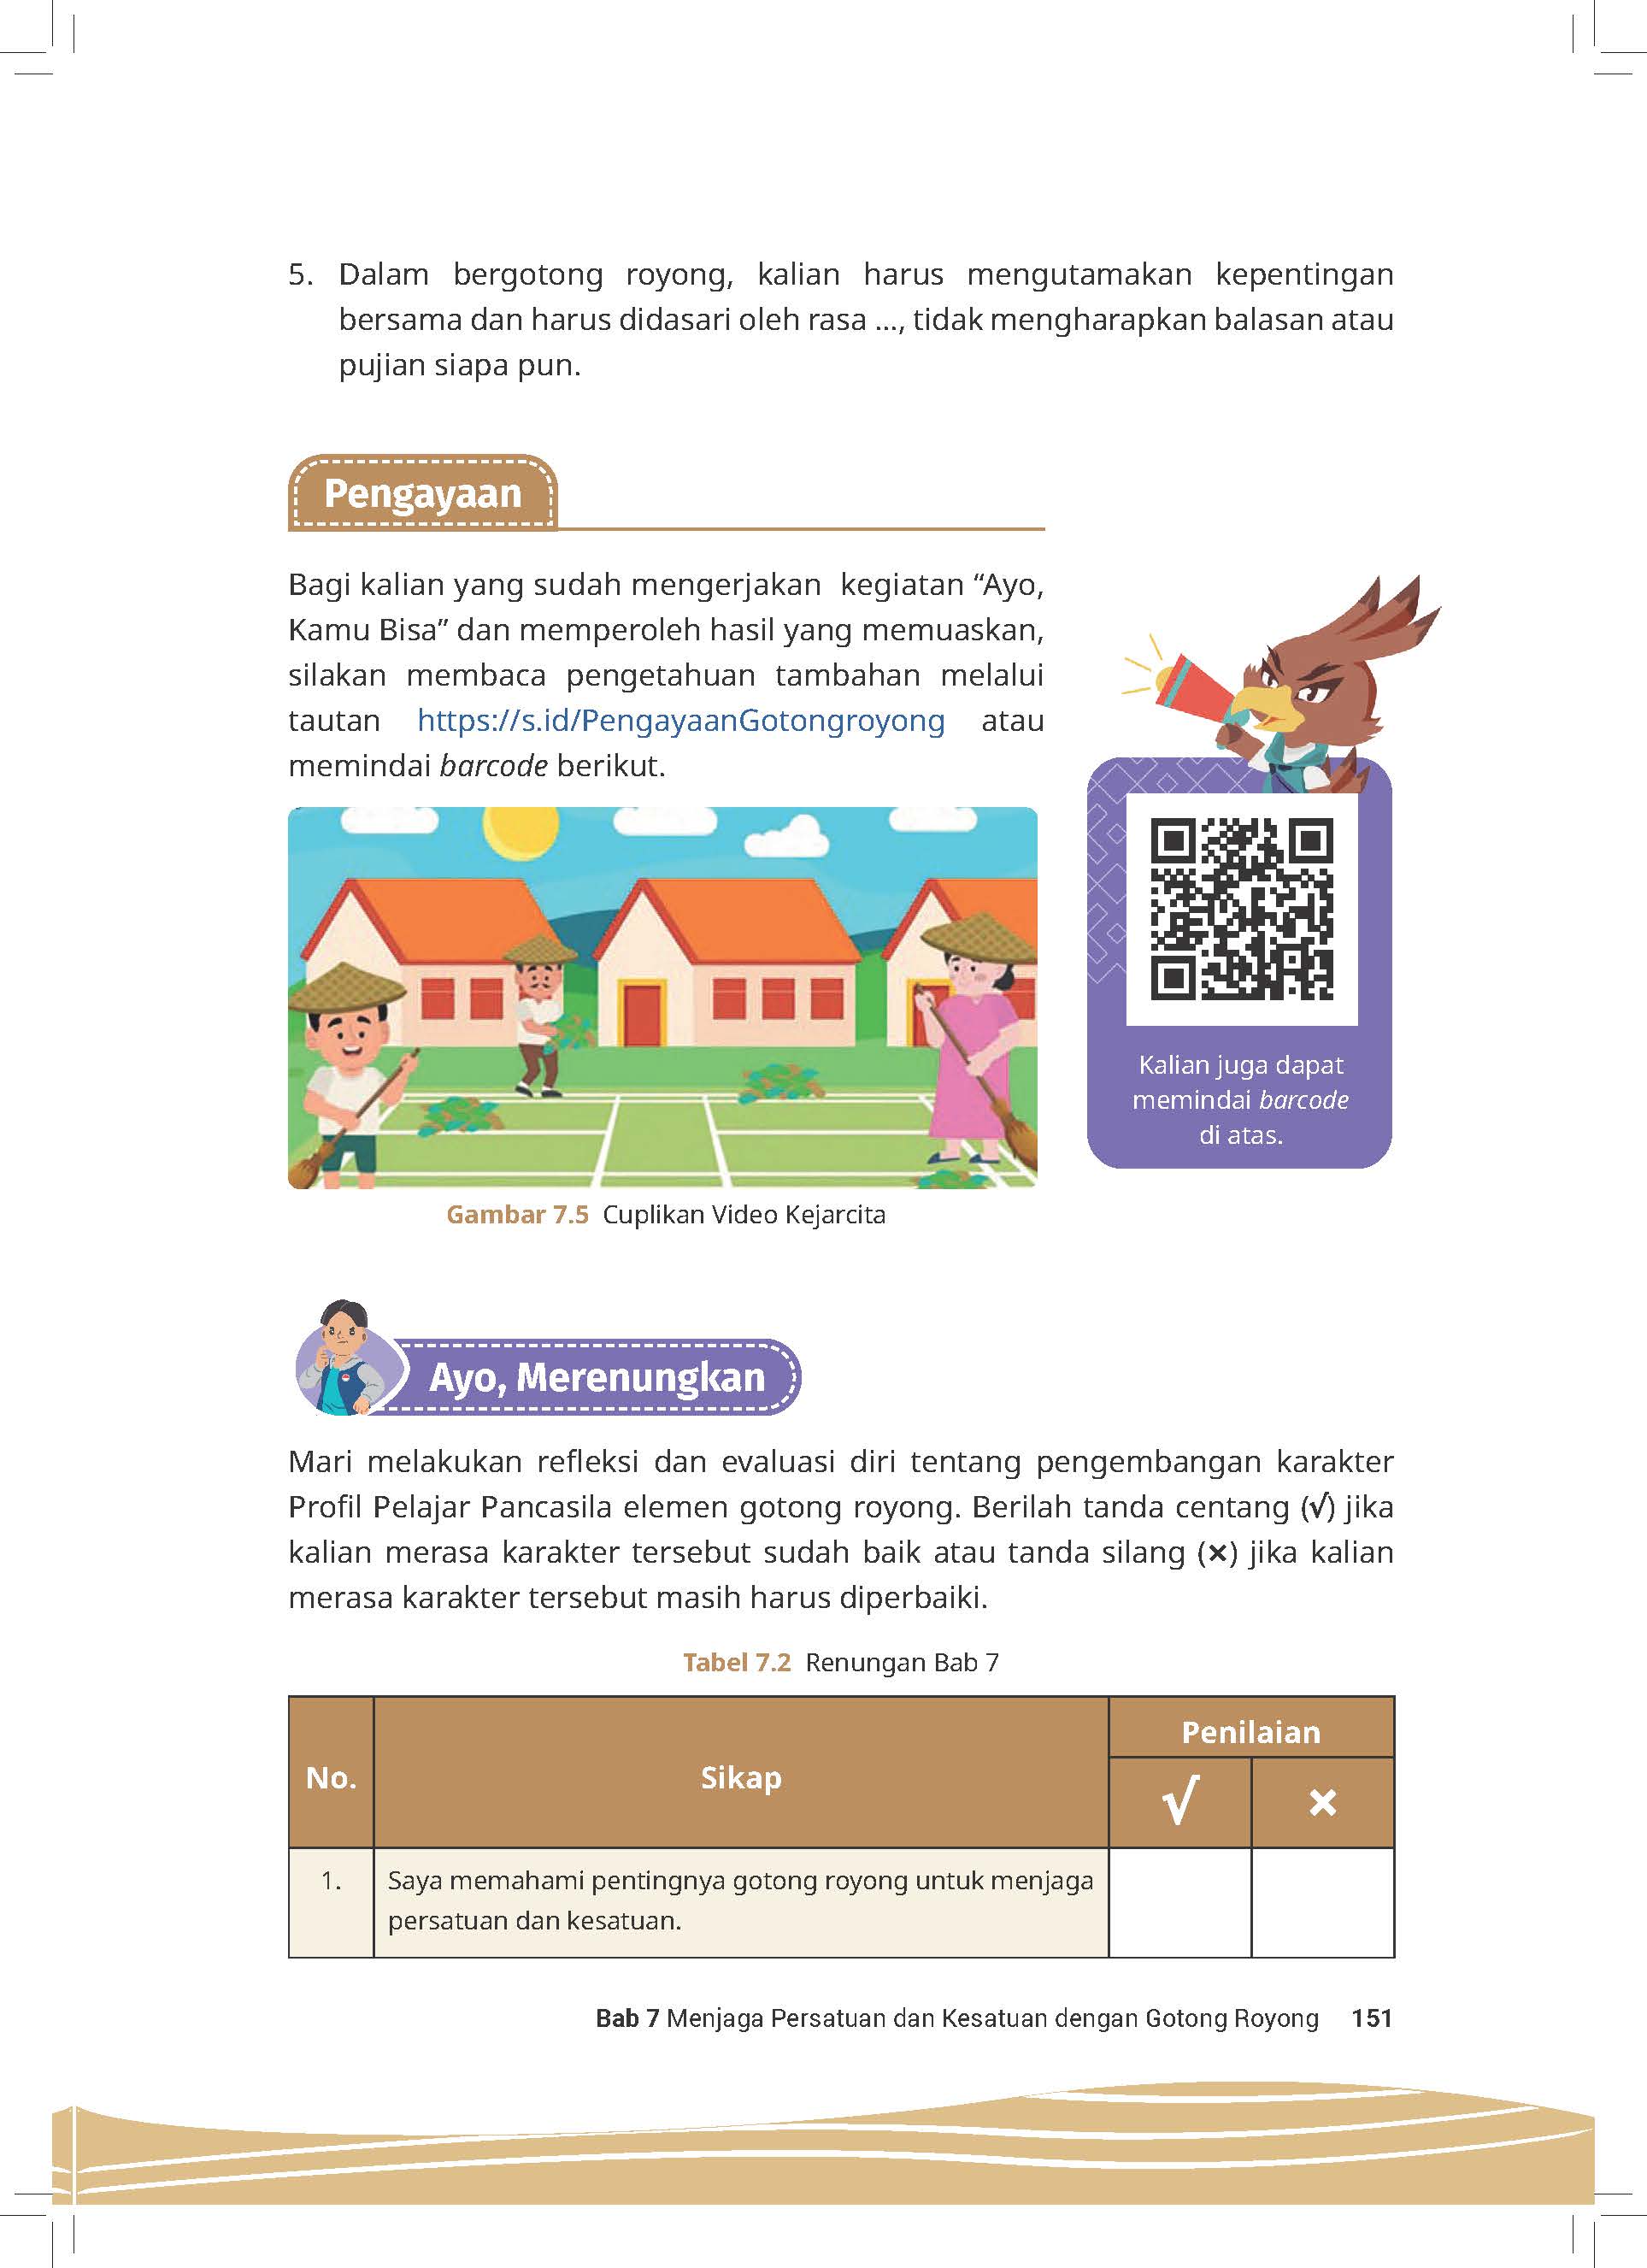 5. Dalam bergotong royong, kalian harus mengutamakan kepentingan
bersama dan harus didasari oleh rasa ..., tidak mengharapkan balasan atau
pujian siapa pun.
Pengayaan
Bagi kalian yang sudah mengerjakan kegiatan “Ayo,
Kamu Bisa” dan memperoleh hasil yang memuaskan,
silakan membaca pengetahuan tambahan melalui
tautan https://s.id/PengayaanGotongroyong atau
memindai barcode berikut.
Kalian juga dapat
memindai barcode
di atas.
Gambar 7.5 Cuplikan Video Kejarcita
Ayo, Merenungkan
Mari melakukan refleksi dan evaluasi diri tentang pengembangan karakter
Profil Pelajar Pancasila elemen gotong royong. Berilah tanda centang (√) jika
kalian merasa karakter tersebut sudah baik atau tanda silang (×) jika kalian
merasa karakter tersebut masih harus diperbaiki.
Tabel 7.2 Renungan Bab 7
No. Sikap Penilaian
√ ×
1. Saya memahami pentingnya gotong royong untuk menjaga
persatuan dan kesatuan.
Bab 7 Menjaga Persatuan dan Kesatuan dengan Gotong Royong 151